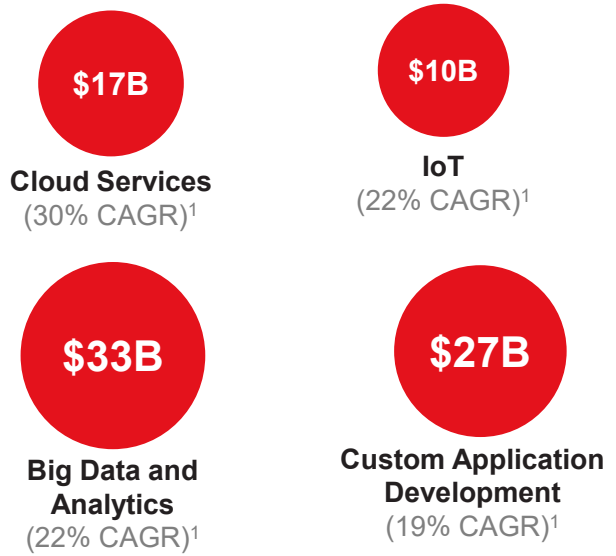 $17B
Cloud Services
(30% CAGR)¹
$10B
IoT
(22% CAGR)¹
$33B
Big Data and
Analytics
(22% CAGR)¹
$27B
Custom Application
Development
(19% CAGR)¹